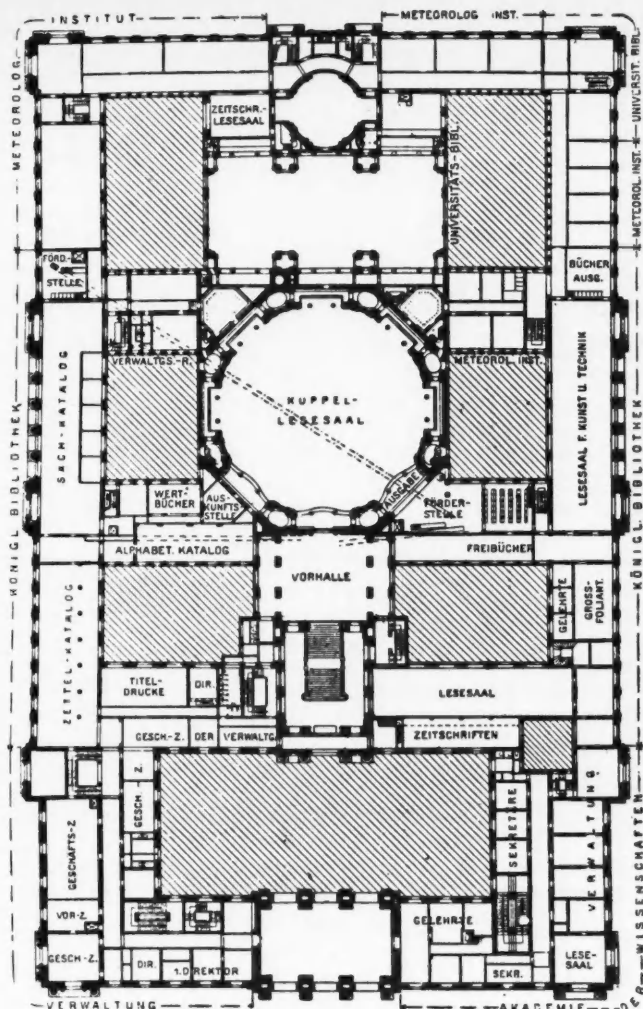 INSTITUT
METEOROLOG INST.
METEOROLOG.
UNIVERSIT. BIBL.
METEOROL. INST.
ZEITSCHR.-
LESESAAL
UNIVERSITÄTS-BIBL.
FÖRD.-
STELLE
BÜCHER
AUSG.
VERWALTGS.-R.
METEOROL. INST.
KUPPEL-
LESESAAL
SACH-KATALOG
LESESAAL F. KUNST U. TECHNIK
KÖNIGL BIBLIOTHEK
KÖNIGL BIBLIOTHEK
WERT-
BÜCHER
AUS-
KUNFTS
STELLE
AUSGABE
FÖRDER-
STELLE
ALPHABET. KATALOG
FREIBÜCHER
VORHALLE
ZETTEL-KATALOG
GELEHRTE
GROSS-
FOLIANT.
TITEL-
DRUCKE
DIR.
LESESAAL
GESCH-Z.
DER
VERWALTG.
ZEITSCHRIFTEN
GESCH-Z.
GESCHÄFTS-Z
SEKRETÄRE
VERWALTUNG
VOR-Z.
GELEHRTE
GESCH-Z.
DIR.
1. DIREKTOR
SEKR.
LESE-
SAAL
VERWALTUNG
AKADEMIE
DER WISSENSCHAFTEN